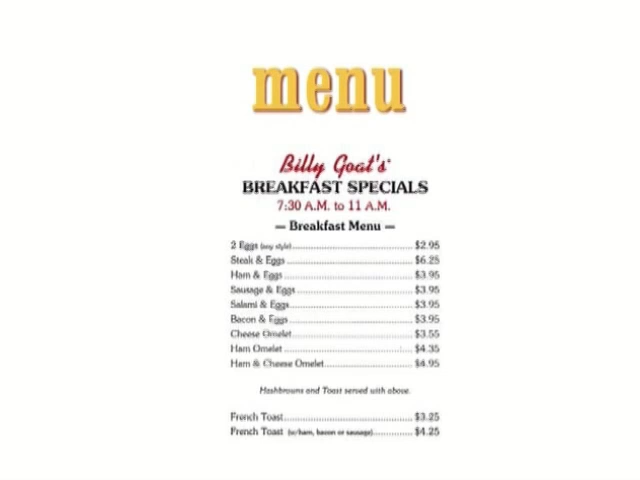 menu
Billy Goat's
BREAKFAST SPECIALS
7:30 A.M. to 11 A.M.
— Breakfast Menu —
2 Eggs (any style) $2.95
Steak & Eggs $6.25
Ham & Eggs $3.95
Sausage & Eggs $3.95
Salami & Eggs $3.95
Bacon & Eggs $3.95
Cheese Omelet $3.55
Ham Omelet $4.35
Ham & Cheese Omelet $4.95
Hashbrowns and Toast served with above.
French Toast $3.25
French Toast (w/ham, bacon or sausage) $4.25